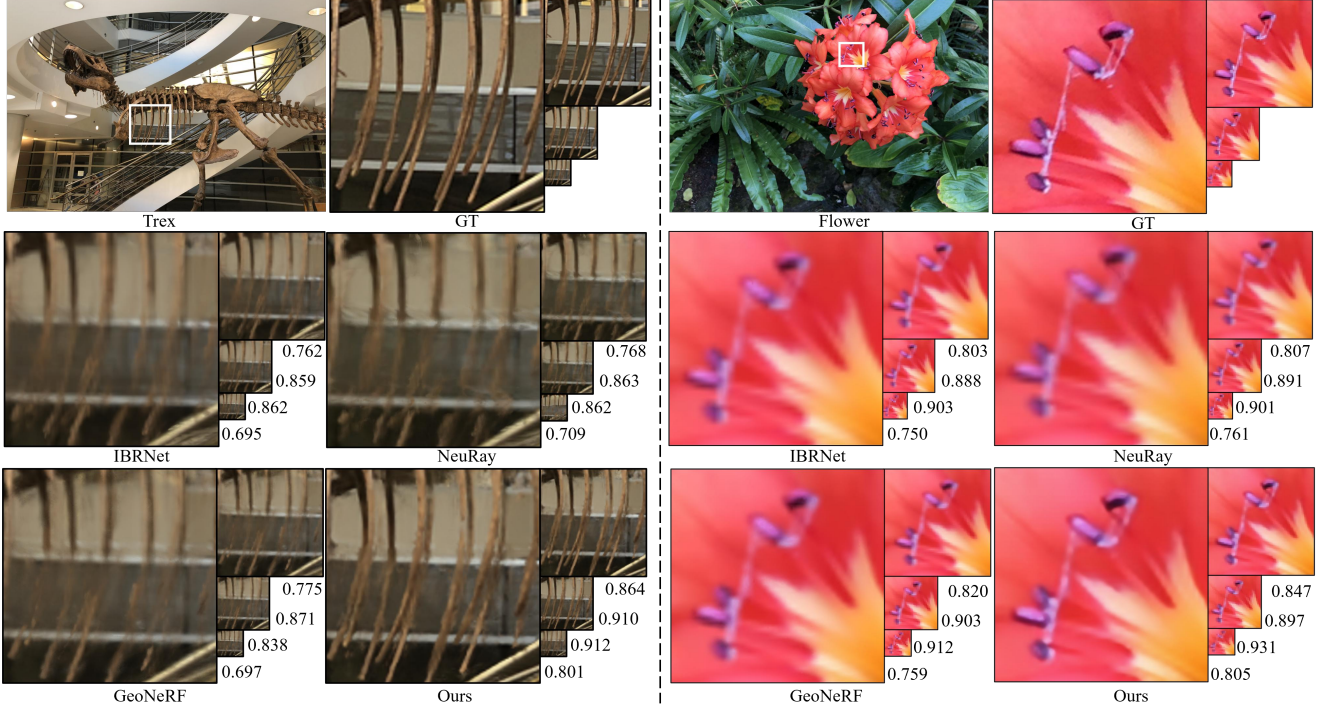 Trex
GT
Flower
GT
0.762
0.859
0.862
0.695
IBRNet
0.768
0.863
0.862
0.709
NeuRay
0.803
0.888
0.903
0.750
IBRNet
0.807
0.891
0.901
0.761
NeuRay
0.775
0.871
0.838
0.697
GeoNeRF
0.864
0.910
0.912
0.801
Ours
0.820
0.903
0.912
0.759
GeoNeRF
0.847
0.897
0.931
0.805
Ours